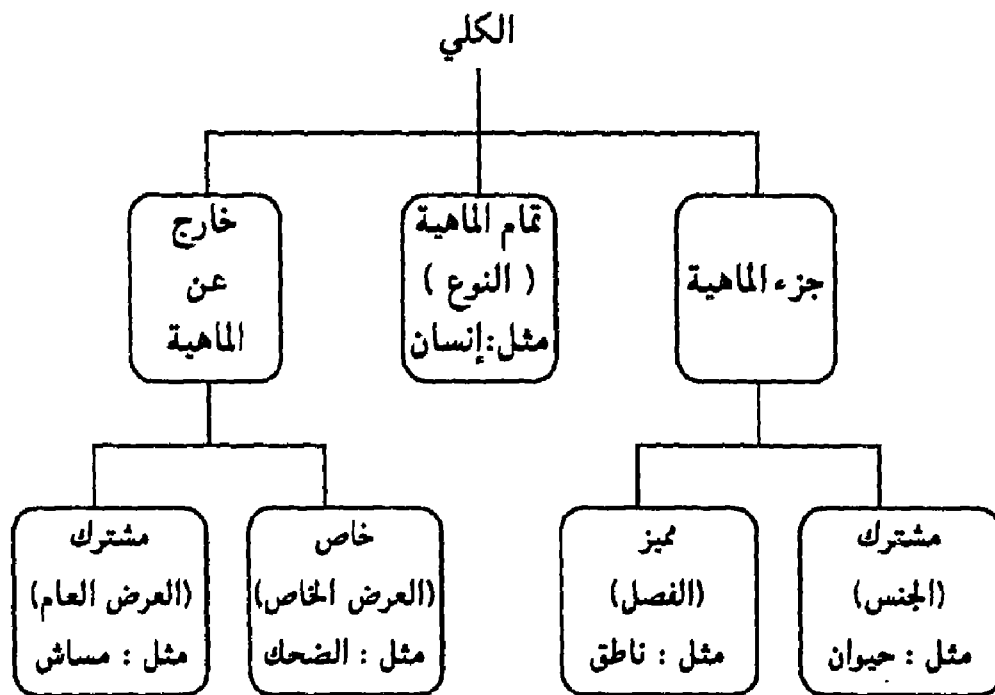 الكلي
جزء الماهية
تمام الماهية
( النوع )
مثل: إنسان
خارج
عن
الماهية
مشترك
(الجنس)
مثل : حيوان
مميز
(الفصل)
مثل : ناطق
خاص
(العرض الخاص)
مثل : الضحك
مشترك
(العرض العام)
مثل : مساش